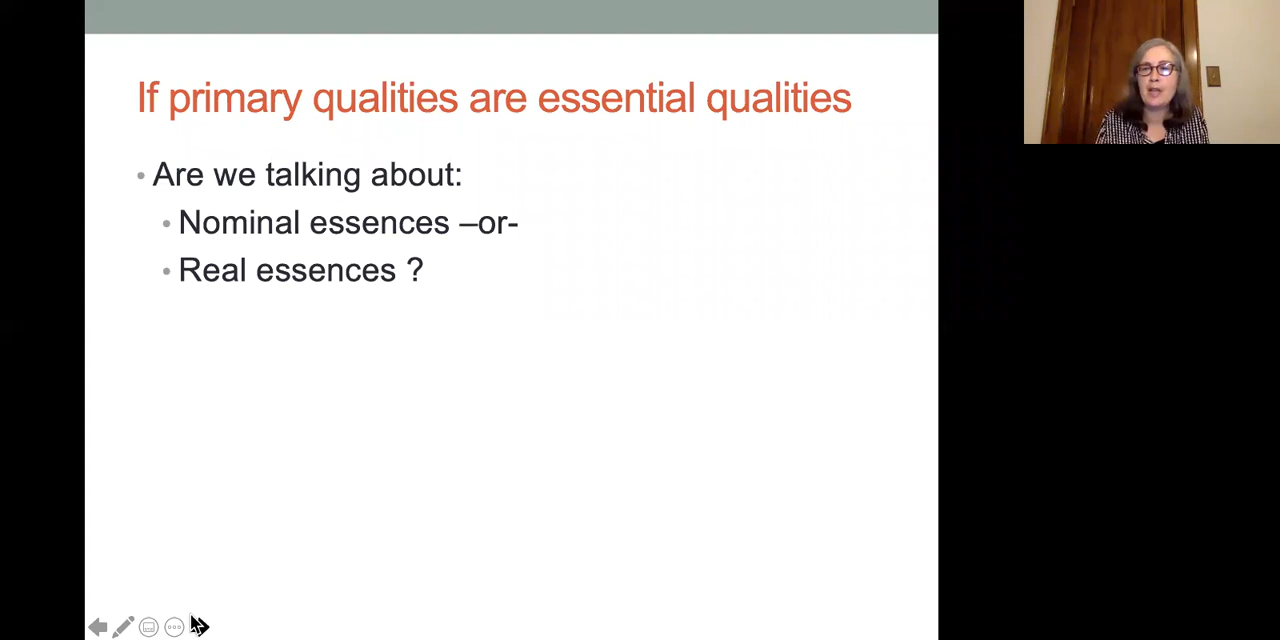 If primary qualities are essential qualities
• Are we talking about:
• Nominal essences –or-
• Real essences ?